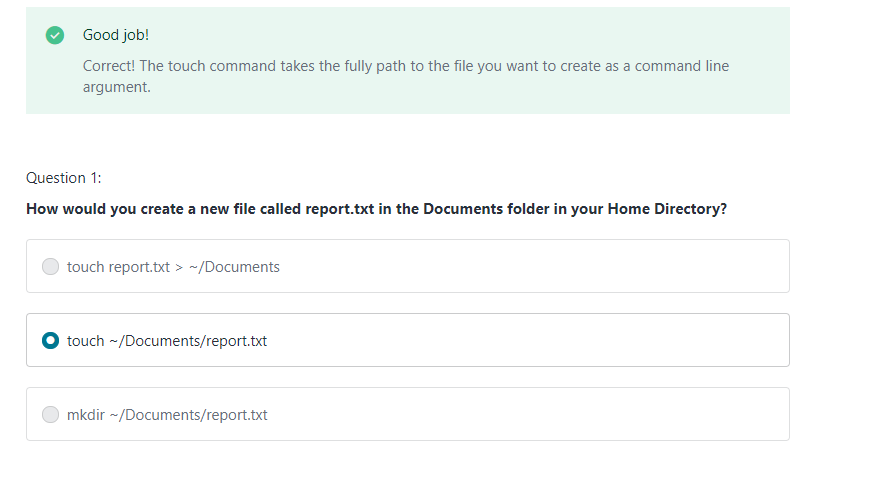 Good job!
Correct! The touch command takes the fully path to the file you want to create as a command line
argument.
Question 1:
How would you create a new file called report.txt in the Documents folder in your Home Directory?
touch report.txt > ~/Documents
touch ~/Documents/report.txt
mkdir ~/Documents/report.txt